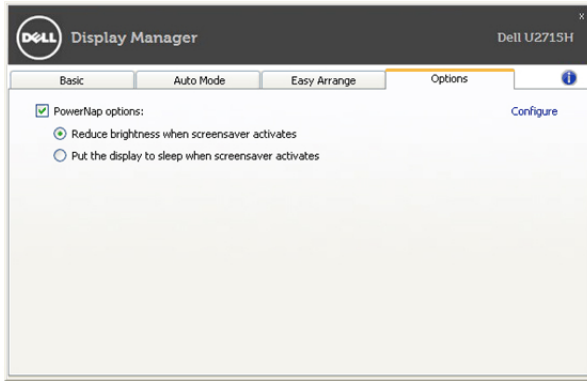 DELL Display Manager Dell U2715H x
Basic Auto Mode Easy Arrange Options i
PowerNap options: Configure
Reduce brightness when screensaver activates
Put the display to sleep when screensaver activates